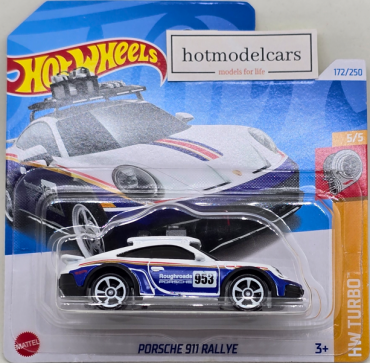 HOT WHEELS
hotmodelcars
models for life
172/250
5/5
HW TURBO
Roughroads
PORSCHE
953
MATTEL
PORSCHE 911 RALLYE
3+